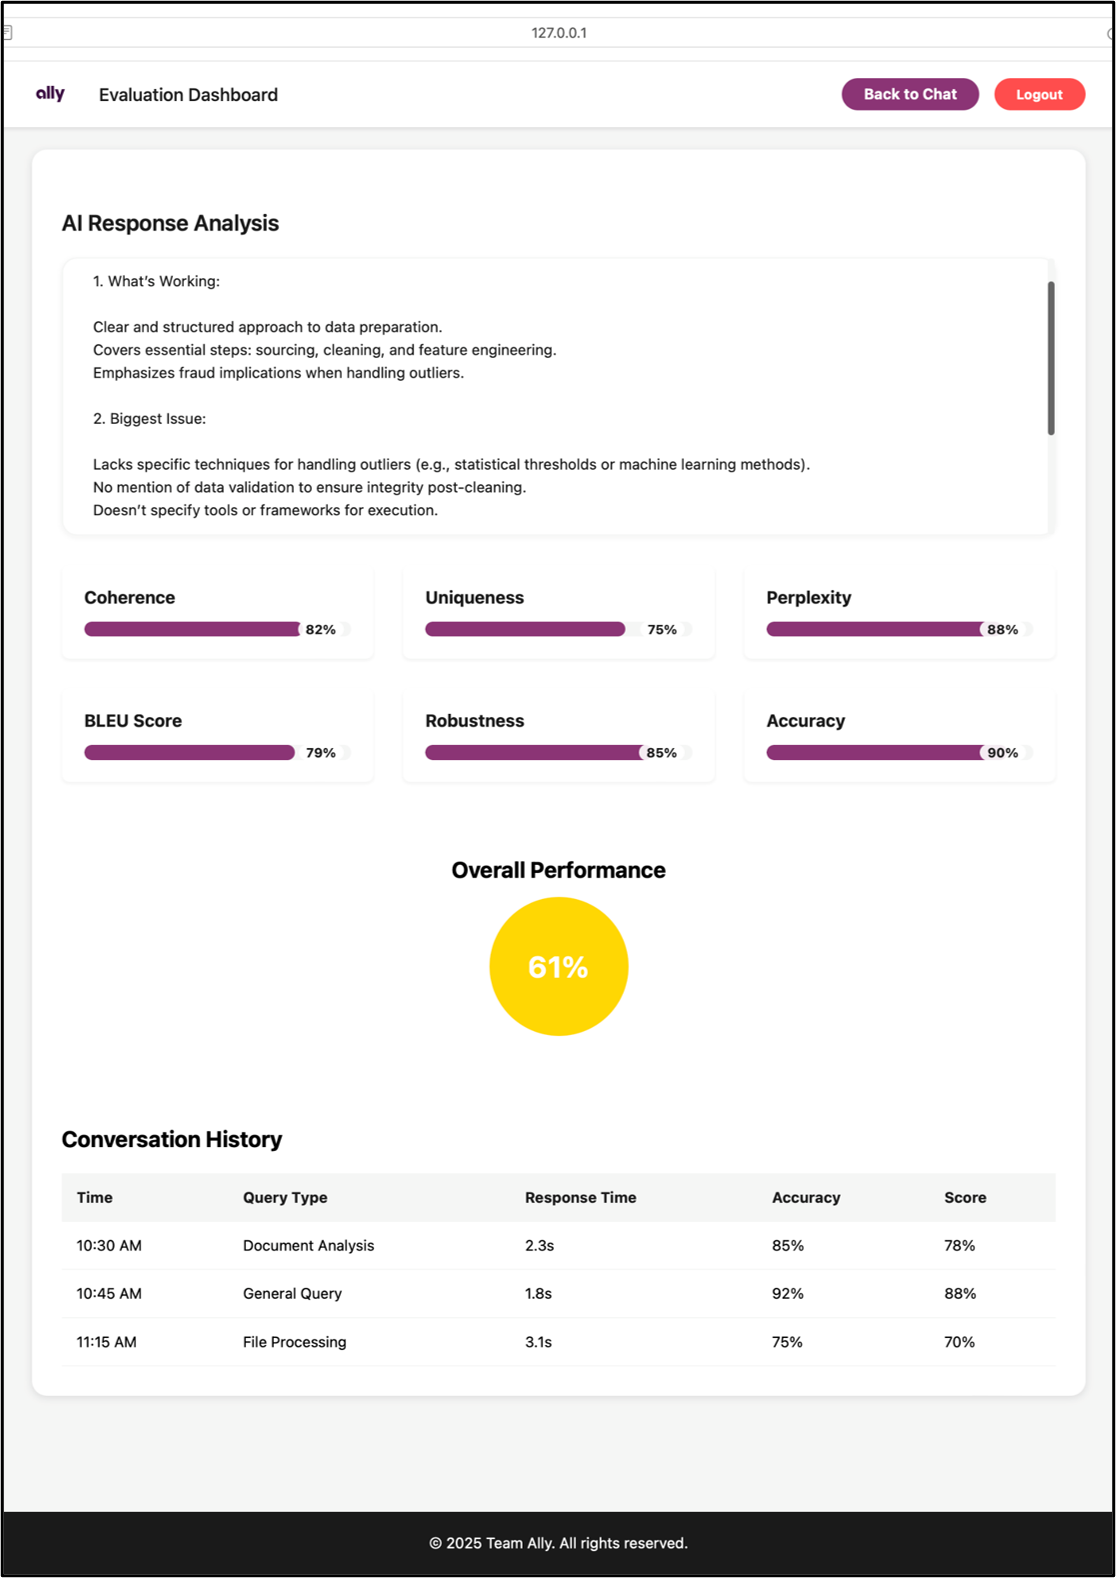 127.0.0.1
ally
Evaluation Dashboard
Back to Chat
Logout
AI Response Analysis
1. What's Working:
Clear and structured approach to data preparation.
Covers essential steps: sourcing, cleaning, and feature engineering.
Emphasizes fraud implications when handling outliers.
2. Biggest Issue:
Lacks specific techniques for handling outliers (e.g., statistical thresholds or machine learning methods).
No mention of data validation to ensure integrity post-cleaning.
Doesn't specify tools or frameworks for execution.
Coherence
82%
Uniqueness
75%
Perplexity
88%
BLEU Score
79%
Robustness
85%
Accuracy
90%
Overall Performance
61%
Conversation History
Time Query Type Response Time Accuracy Score
10:30 AM Document Analysis 2.3s 85% 78%
10:45 AM General Query 1.8s 92% 88%
11:15 AM File Processing 3.1s 75% 70%
© 2025 Team Ally. All rights reserved.